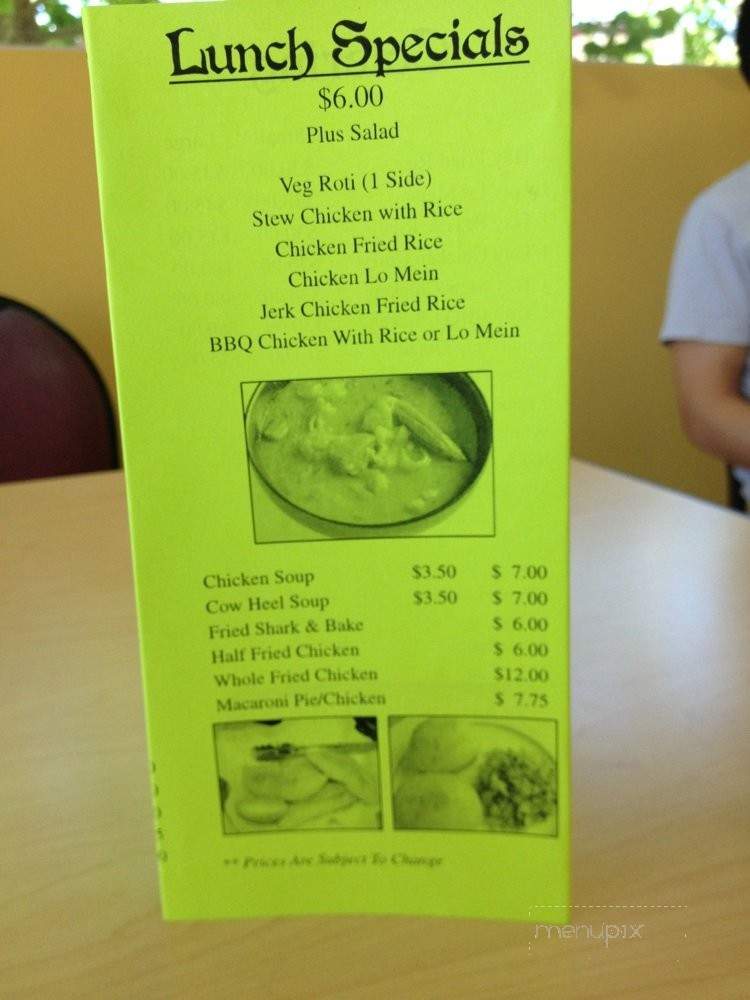 Lunch Specials
$6.00
Plus Salad
Veg Roti (1 Side)
Stew Chicken with Rice
Chicken Fried Rice
Chicken Lo Mein
Jerk Chicken Fried Rice
BBQ Chicken With Rice or Lo Mein
Chicken Soup $3.50 $ 7.00
Cow Heel Soup $3.50 $ 7.00
Fried Shark & Bake $ 6.00
Half Fried Chicken $ 6.00
Whole Fried Chicken $12.00
Macaroni Pie/Chicken $ 7.75
** Prices Are Subject To Change
menupix